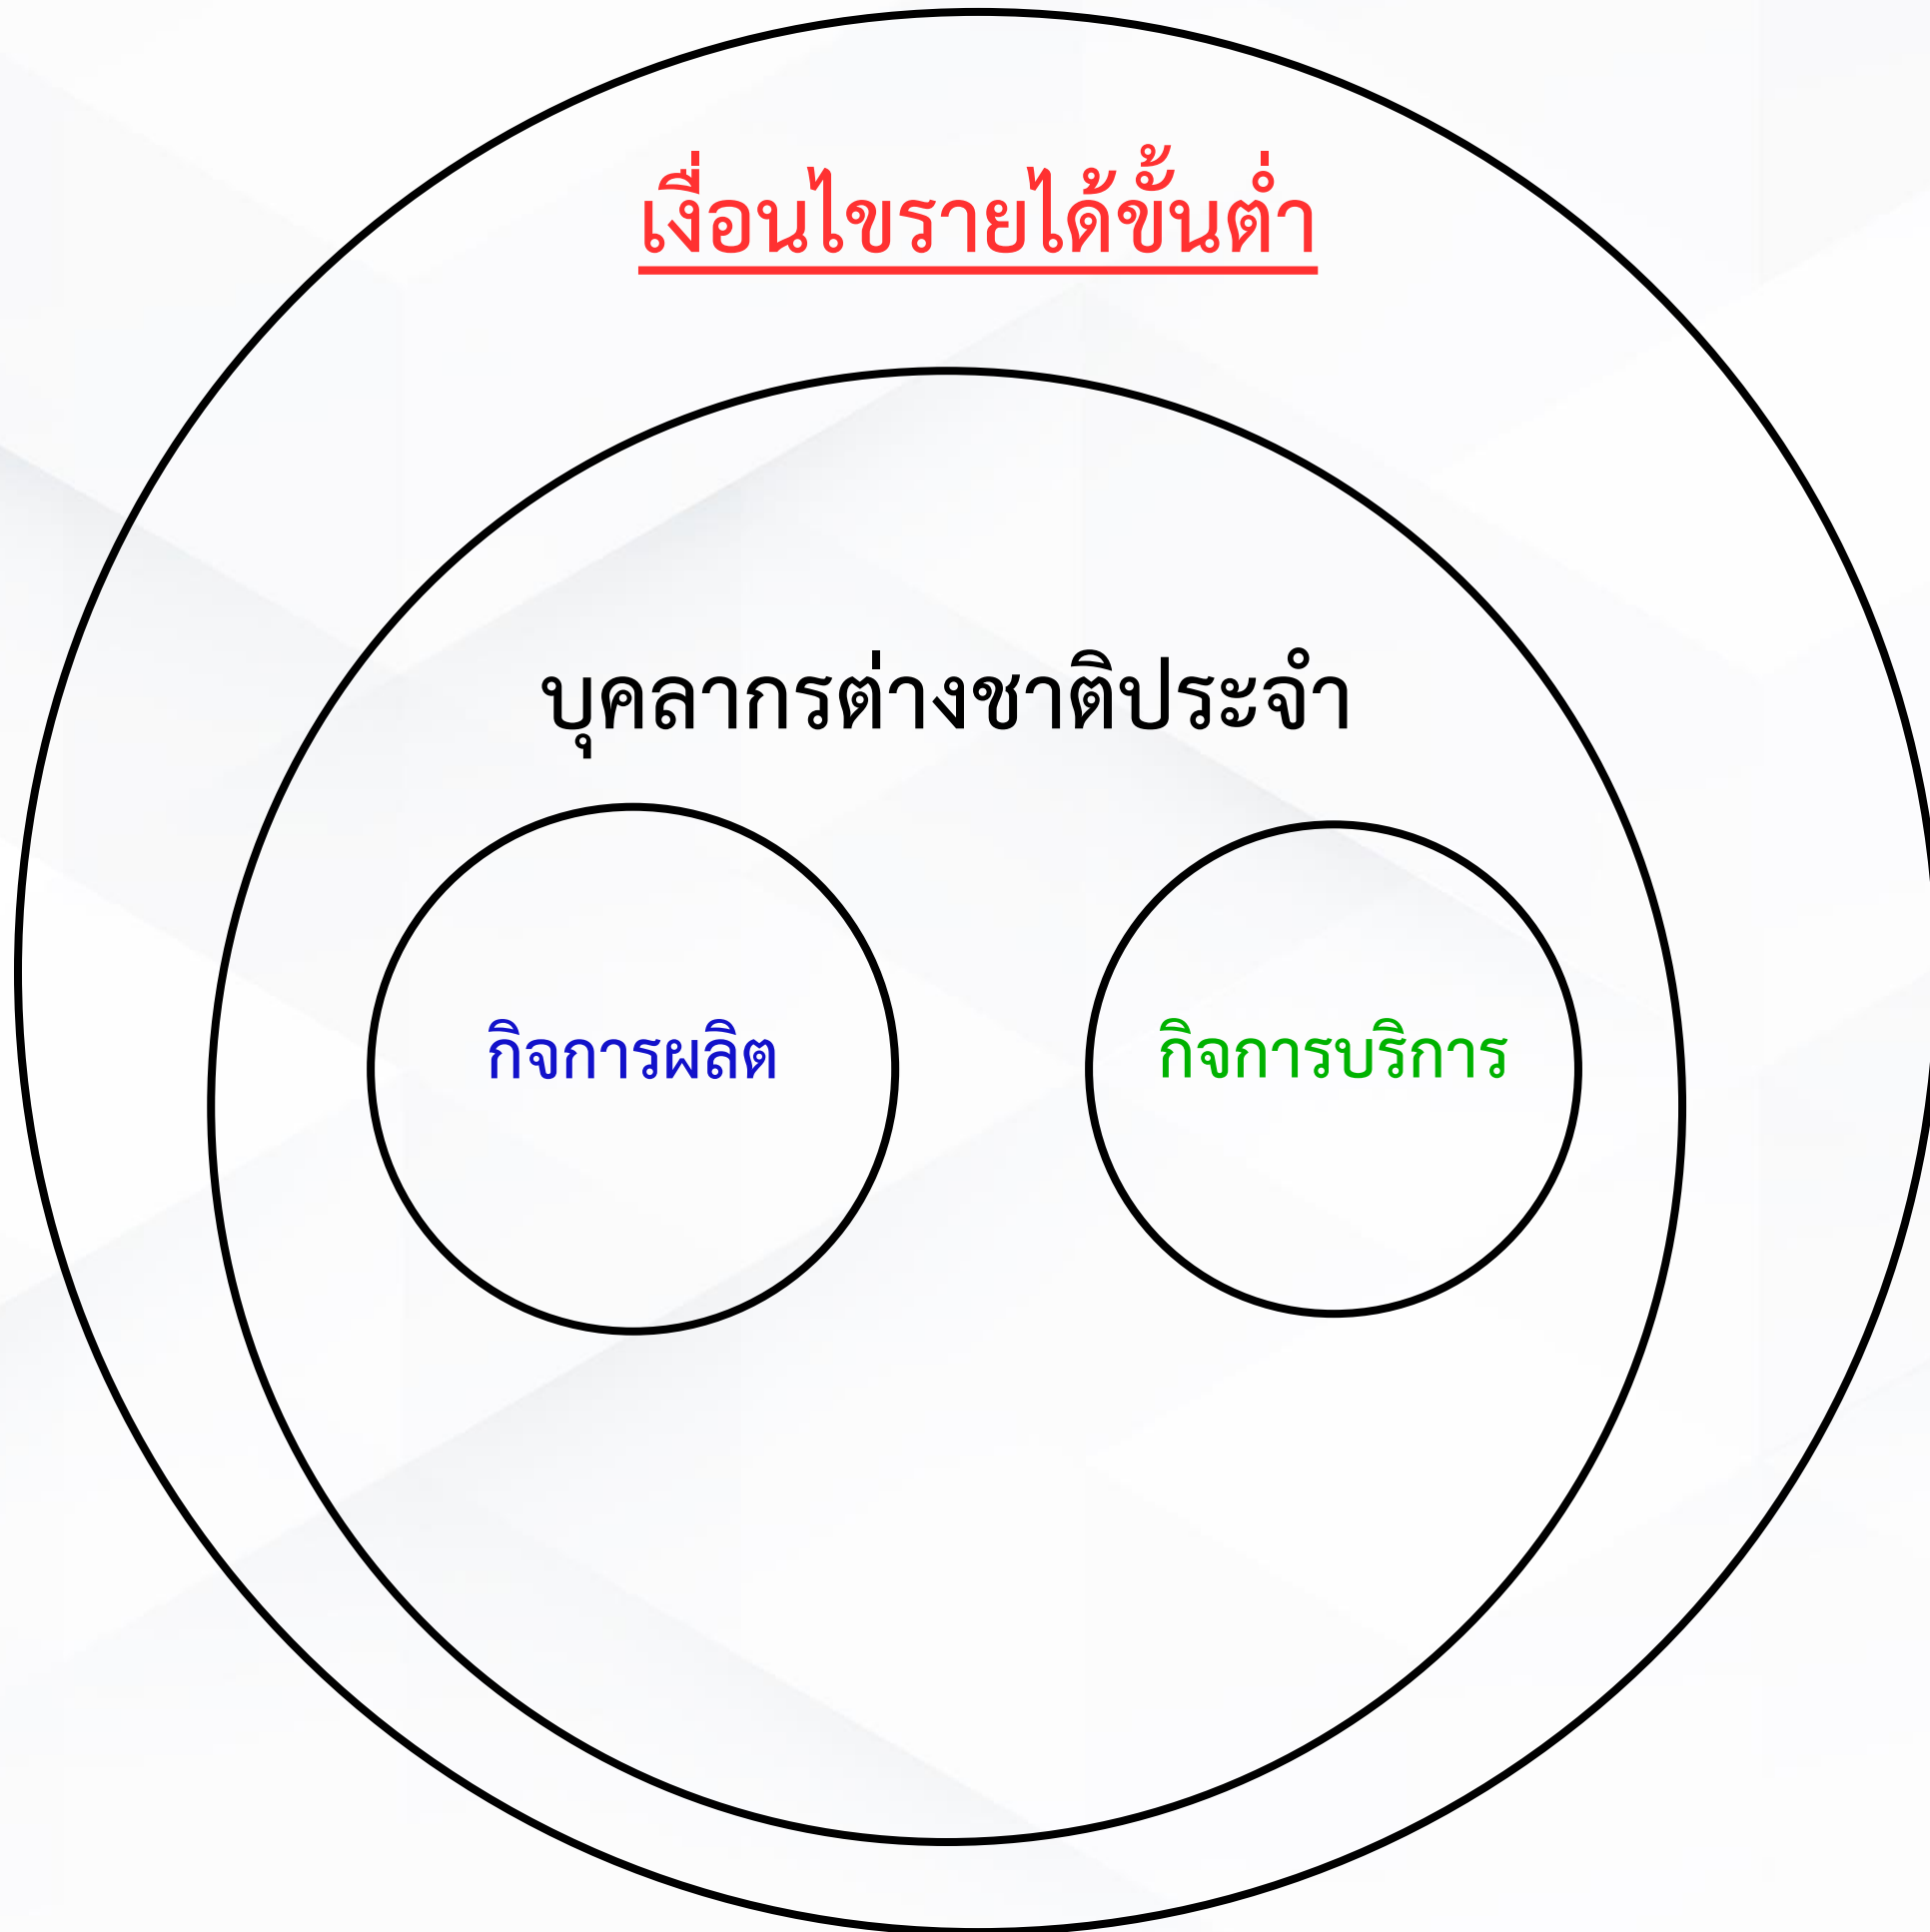 เงื่อนไขรายได้ขั้นต่ำ
บุคลากรต่างชาติประจำ
กิจการผลิต
กิจการบริการ